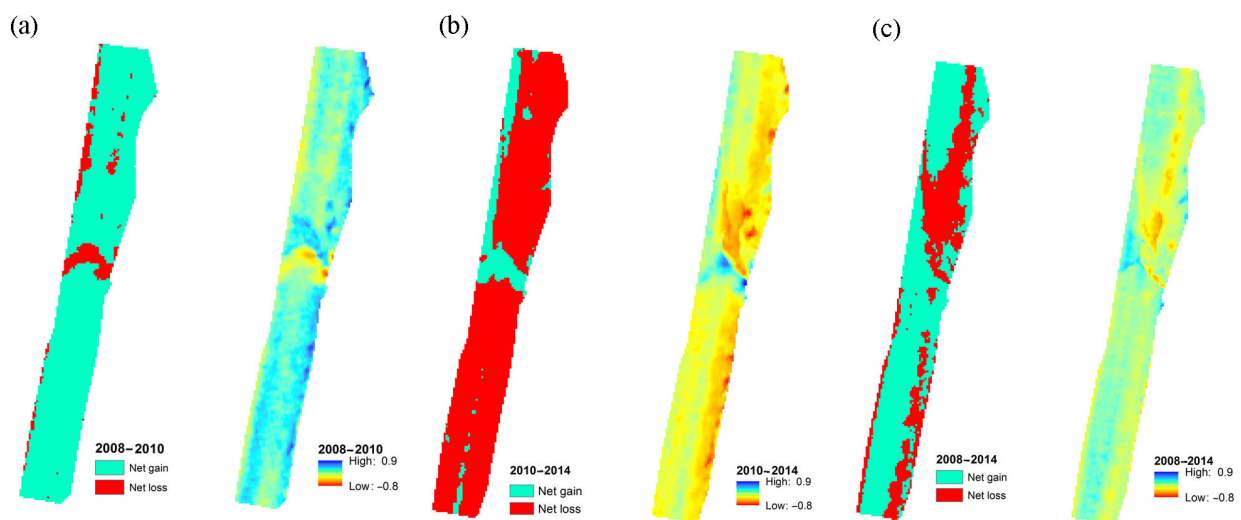 (a)
2008–2010
Net gain
Net loss
2008–2010
High: 0.9
Low: −0.8
(b)
2010–2014
Net gain
Net loss
2010–2014
High: 0.9
Low: −0.8
(c)
2008–2014
Net gain
Net loss
2008–2014
High: 0.9
Low: −0.8